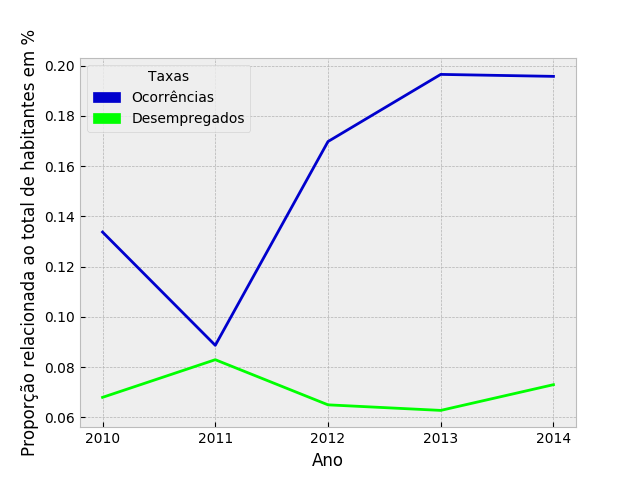 Proporção relacionada ao total de habitantes em %
0.20
0.18
0.16
0.14
0.12
0.10
0.08
0.06
Taxas
Ocorrências
Desempregados
2010 2011 2012 2013 2014
Ano